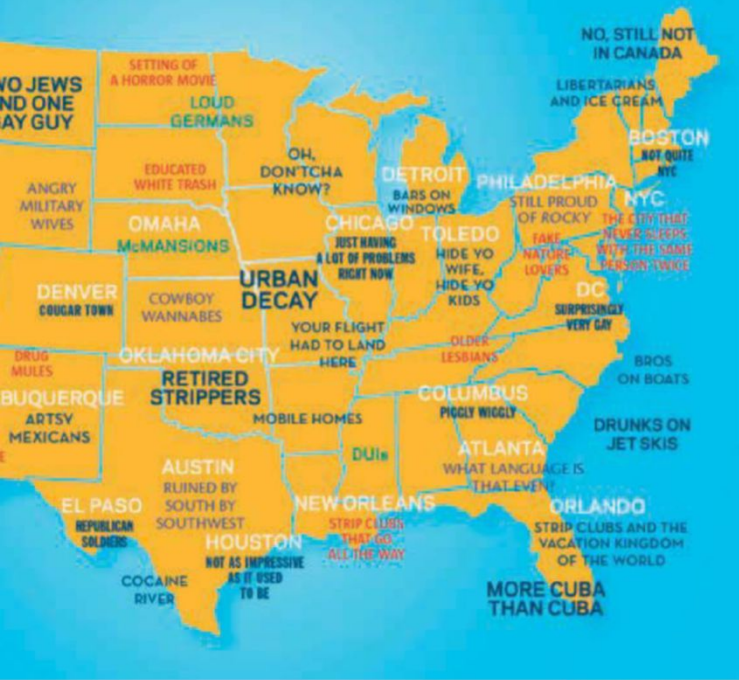 NO, STILL NOT
IN CANADA
SETTING OF
A HORROR MOVIE
WO JEWS
ND ONE
AY GUY
LOUD
GERMANS
LIBERTARIANS
AND ICE CREAM
BOSTON
NOT QUITE
NYC
OH,
DON'TCHA
KNOW?
EDUCATED
WHITE TRASH
DETROIT
BARS ON
WINDOWS
PHILADELPHIA
STILL PROUD
OF ROCKY
NYC
THE CITY THAT
NEVER SLEEPS
WITH THE SAME
PERSON TWICE
ANGRY
MILITARY
WIVES
OMAHA
McMANSIONS
CHICAGO
JUST HAVING
A LOT OF PROBLEMS
RIGHT NOW
TOLEDO
HIDE YO
WIFE,
HIDE YO
KIDS
FAKE
NATURE
LOVERS
DENVER
COUGAR TOWN
COWBOY
WANNABES
URBAN
DECAY
DC
SURPRISINGLY
VERY GAY
YOUR FLIGHT
HAD TO LAND
HERE
OLDER
LESBIANS
DRUG
MULES
OKLAHOMA CITY
RETIRED
STRIPPERS
BROS
ON BOATS
BUQUERQUE
ARTSY
MEXICANS
E
MOBILE HOMES
COLUMBUS
PIGGLY WIGGLY
DRUNKS ON
JET SKIS
DUIs
ATLANTA
WHAT LANGUAGE IS
THAT EVEN?
AUSTIN
RUINED BY
SOUTH BY
SOUTHWEST
EL PASO
REPUBLICAN
SOLDIERS
NEW ORLEANS
STRIP CLUBS
THAT GO
ALL THE WAY
ORLANDO
STRIP CLUBS AND THE
VACATION KINGDOM
OF THE WORLD
HOUSTON
NOT AS IMPRESSIVE
AS IT USED
TO BE
COCAINE
RIVER
MORE CUBA
THAN CUBA